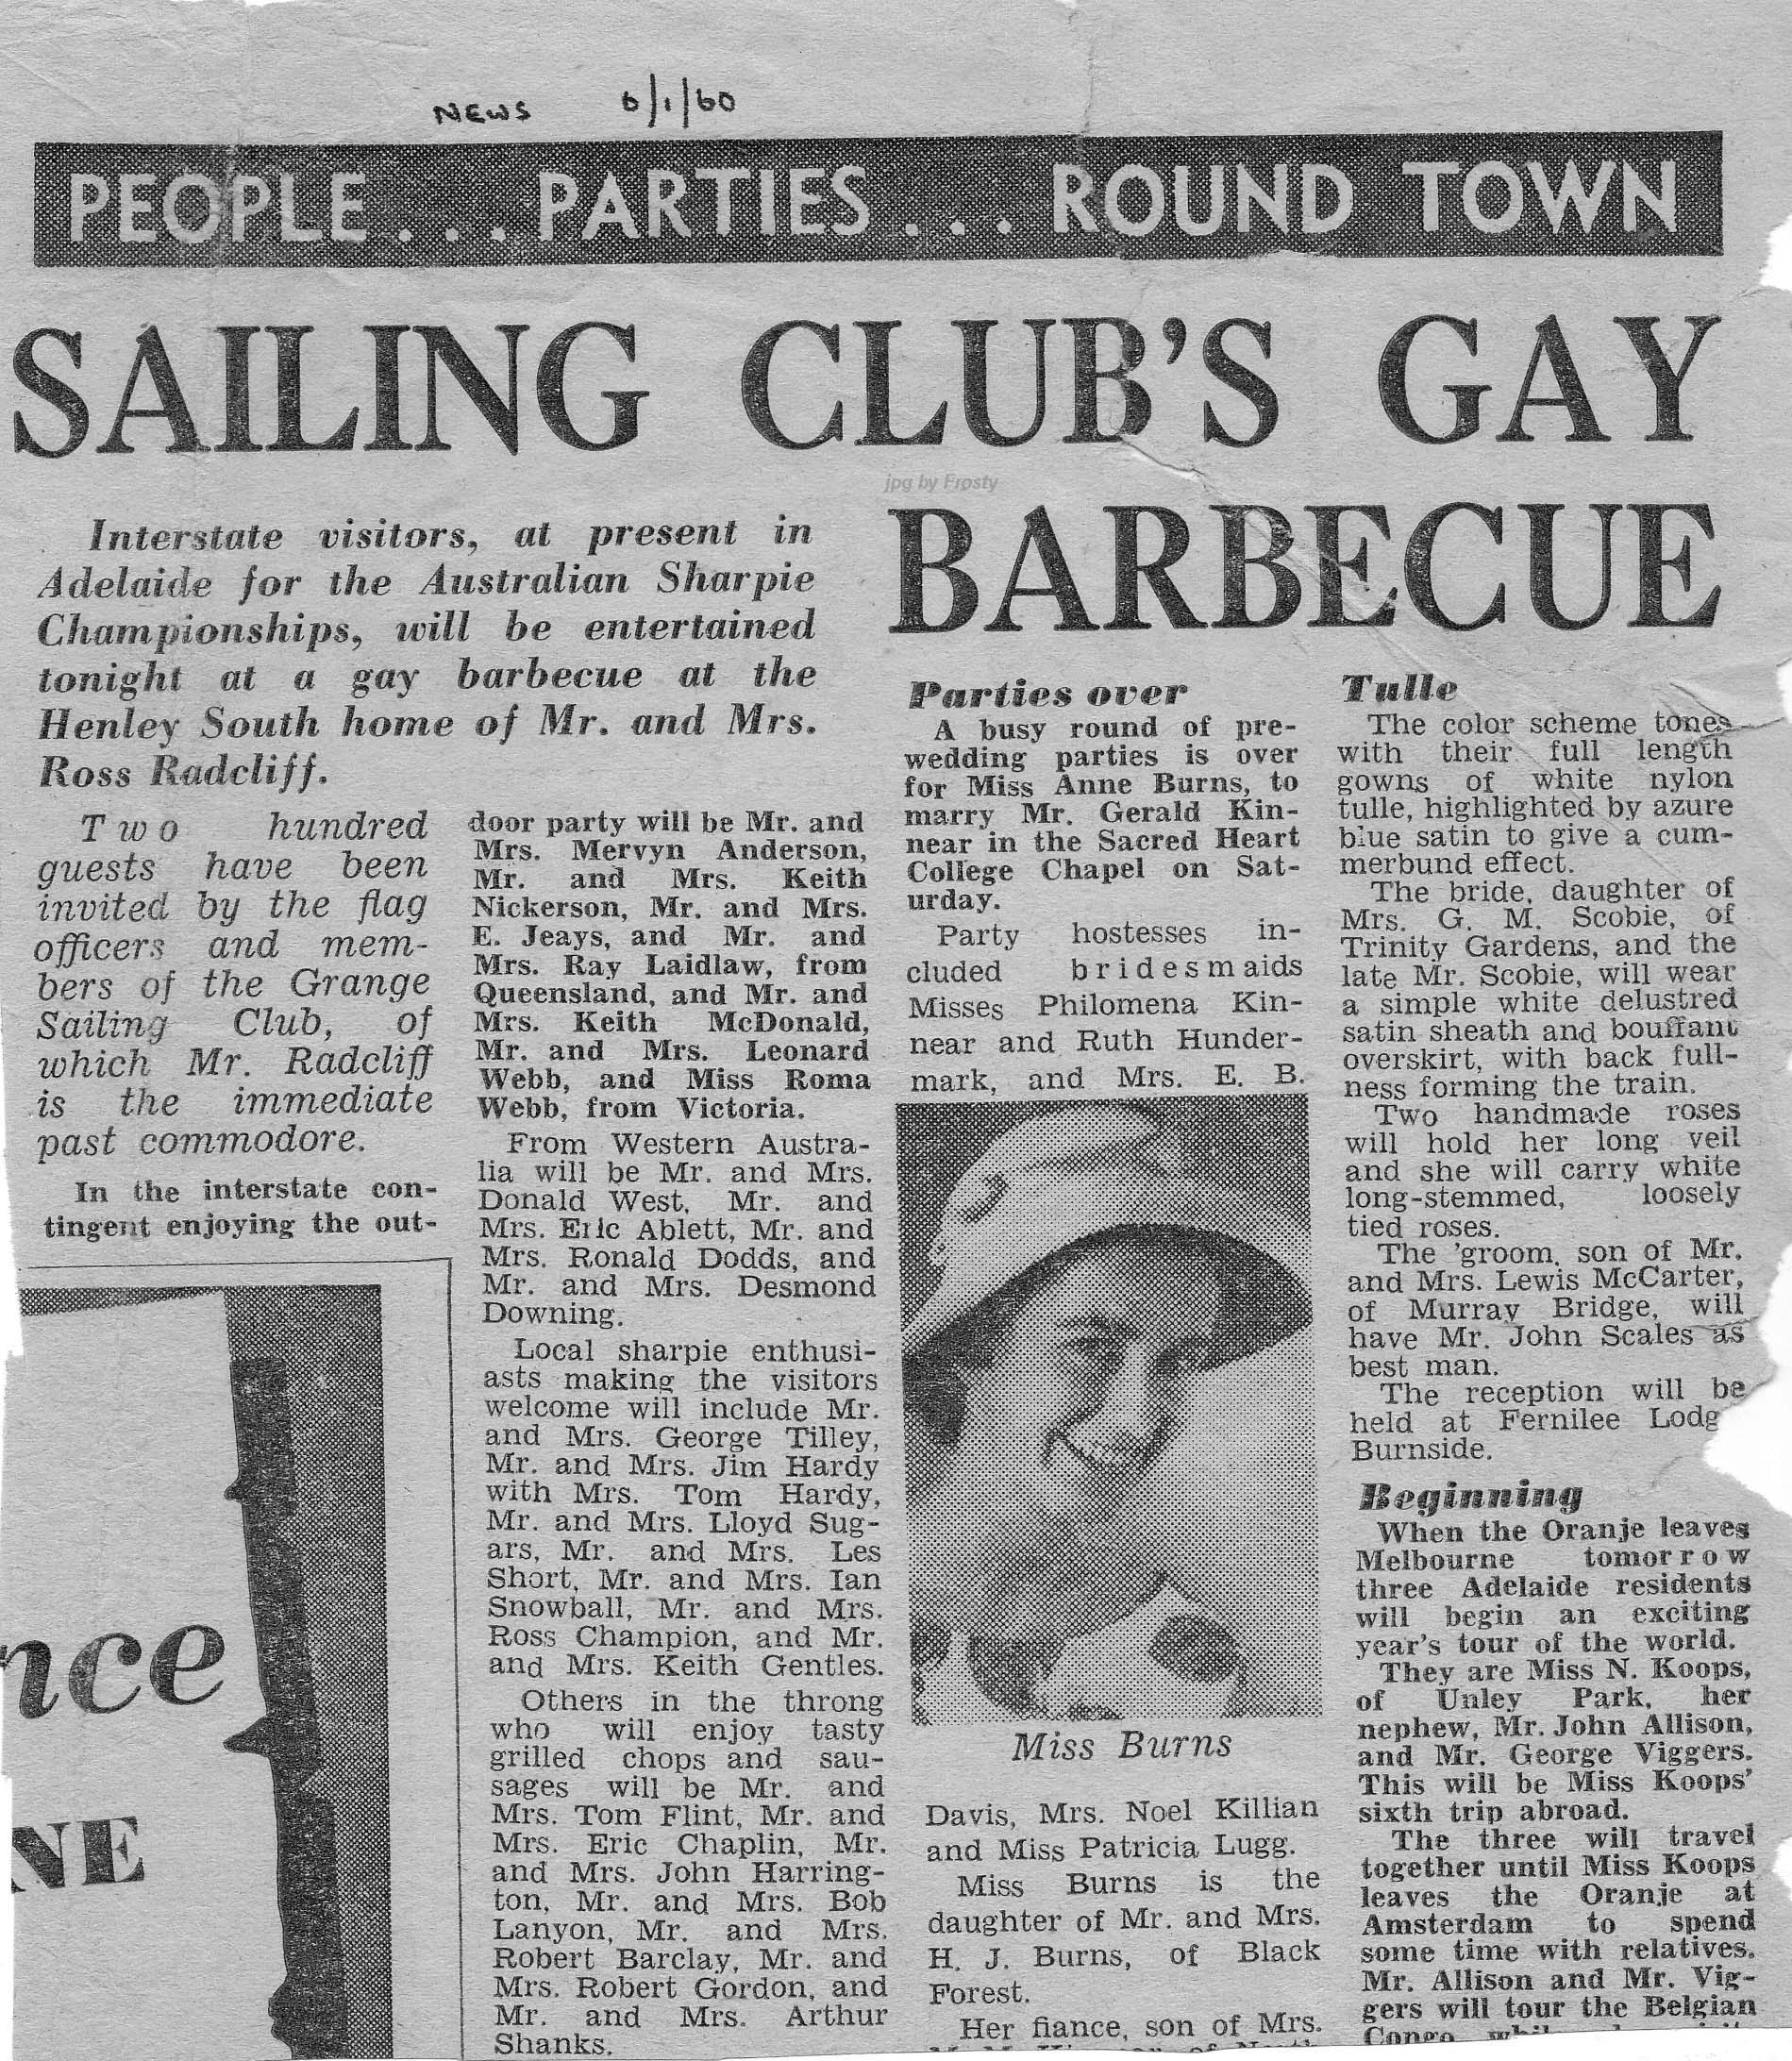 NEWS 6/1/60
PEOPLE . . . PARTIES . . . ROUND TOWN
SAILING CLUB'S GAY
BARBECUE
jpg by Frosty
Interstate visitors, at present in
Adelaide for the Australian Sharpie
Championships, will be entertained
tonight at a gay barbecue at the
Henley South home of Mr. and Mrs.
Ross Radcliff.
Two hundred
guests have been
invited by the flag
officers and mem-
bers of the Grange
Sailing Club, of
which Mr. Radcliff
is the immediate
past commodore.
In the interstate con-
tingent enjoying the out-
nce
NE
door party will be Mr. and
Mrs. Mervyn Anderson,
Mr. and Mrs. Keith
Nickerson, Mr. and Mrs.
E. Jeays, and Mr. and
Mrs. Ray Laidlaw, from
Queensland, and Mr. and
Mrs. Keith McDonald,
Mr. and Mrs. Leonard
Webb, and Miss Roma
Webb, from Victoria.
From Western Austra-
lia will be Mr. and Mrs.
Donald West, Mr. and
Mrs. Eric Ablett, Mr. and
Mrs. Ronald Dodds, and
Mr. and Mrs. Desmond
Downing.
Local sharpie enthusi-
asts making the visitors
welcome will include Mr.
and Mrs. George Tilley,
Mr. and Mrs. Jim Hardy
with Mrs. Tom Hardy,
Mr. and Mrs. Lloyd Sug-
ars, Mr. and Mrs. Les
Short, Mr. and Mrs. Ian
Snowball, Mr. and Mrs.
Ross Champion, and Mr.
and Mrs. Keith Gentles.
Others in the throng
who will enjoy tasty
grilled chops and sau-
sages will be Mr. and
Mrs. Tom Flint, Mr. and
Mrs. Eric Chaplin, Mr.
and Mrs. John Harring-
ton, Mr. and Mrs. Bob
Lanyon, Mr. and Mrs.
Robert Barclay, Mr. and
Mrs. Robert Gordon, and
Mr. and Mrs. Arthur
Shanks.
Parties over
A busy round of pre-
wedding parties is over
for Miss Anne Burns, to
marry Mr. Gerald Kin-
near in the Sacred Heart
College Chapel on Sat-
urday.
Party hostesses in-
cluded bridesmaids
Misses Philomena Kin-
near and Ruth Hunder-
mark, and Mrs. E. B.
Miss Burns
Davis, Mrs. Noel Killian
and Miss Patricia Lugg.
Miss Burns is the
daughter of Mr. and Mrs.
H. J. Burns, of Black
Forest.
Her fiance, son of Mrs.
Tulle
The color scheme tones
with their full length
gowns of white nylon
tulle, highlighted by azure
blue satin to give a cum-
merbund effect.
The bride, daughter of
Mrs. G. M. Scobie, of
Trinity Gardens, and the
late Mr. Scobie, will wear
a simple white delustred
satin sheath and bouffant
overskirt, with back full-
ness forming the train.
Two handmade roses
will hold her long veil
and she will carry white
long-stemmed, loosely
tied roses.
The 'groom, son of Mr.
and Mrs. Lewis McCarter,
of Murray Bridge, will
have Mr. John Scales as
best man.
The reception will be
held at Fernilee Lodg
Burnside.
Beginning
When the Oranje leaves
Melbourne tomorrow
three Adelaide residents
will begin an exciting
year's tour of the world.
They are Miss N. Koops,
of Unley Park, her
nephew, Mr. John Allison,
and Mr. George Viggers.
This will be Miss Koops'
sixth trip abroad.
The three will travel
together until Miss Koops
leaves the Oranje at
Amsterdam to spend
some time with relatives.
Mr. Allison and Mr. Vig-
gers will tour the Belgian
Congo